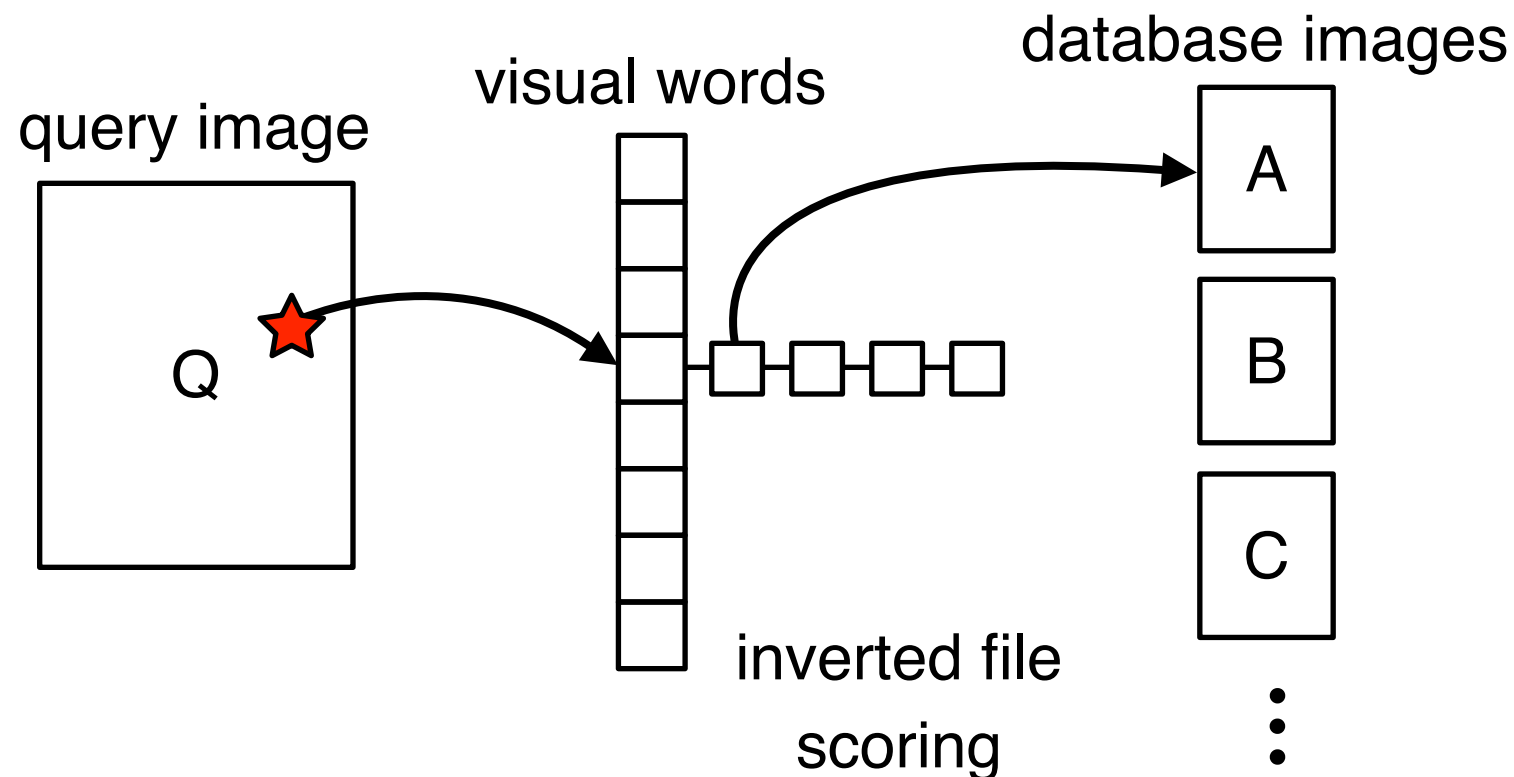 query image
visual words
database images
Q
A
B
C
inverted file
scoring